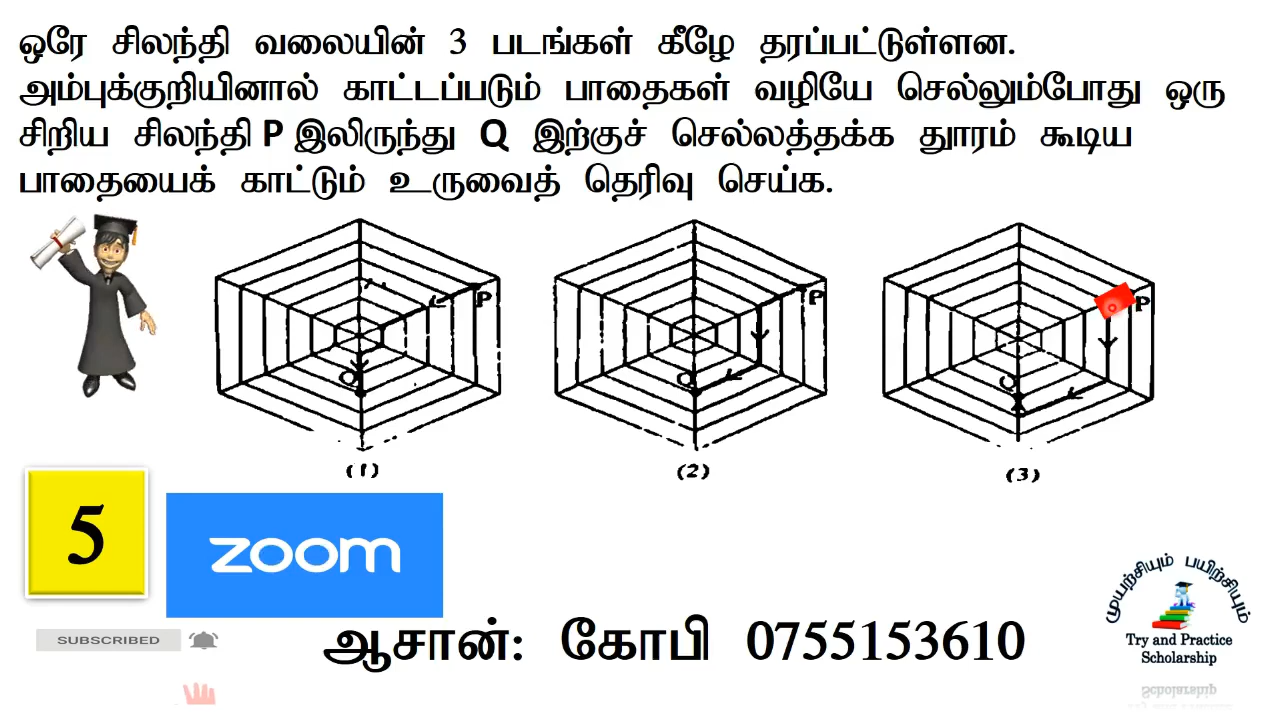 ஒரே சிலந்தி வலையின் 3 படங்கள் கீழே தரப்பட்டுள்ளன.
அம்புக்குறியினால் காட்டப்படும் பாதைகள் வழியே செல்லும்போது ஒரு
சிறிய சிலந்தி P இலிருந்து Q இற்குச் செல்லத்தக்க தூரம் கூடிய
பாதையைக் காட்டும் உருவைத் தெரிவு செய்க.
P P P
Q Q
(1) (2) (3)
5
zoom
SUBSCRIBED
ஆசான்: கோபி 0755153610
முயற்சியும் பயிற்சியும்
Try and Practice
Scholarship